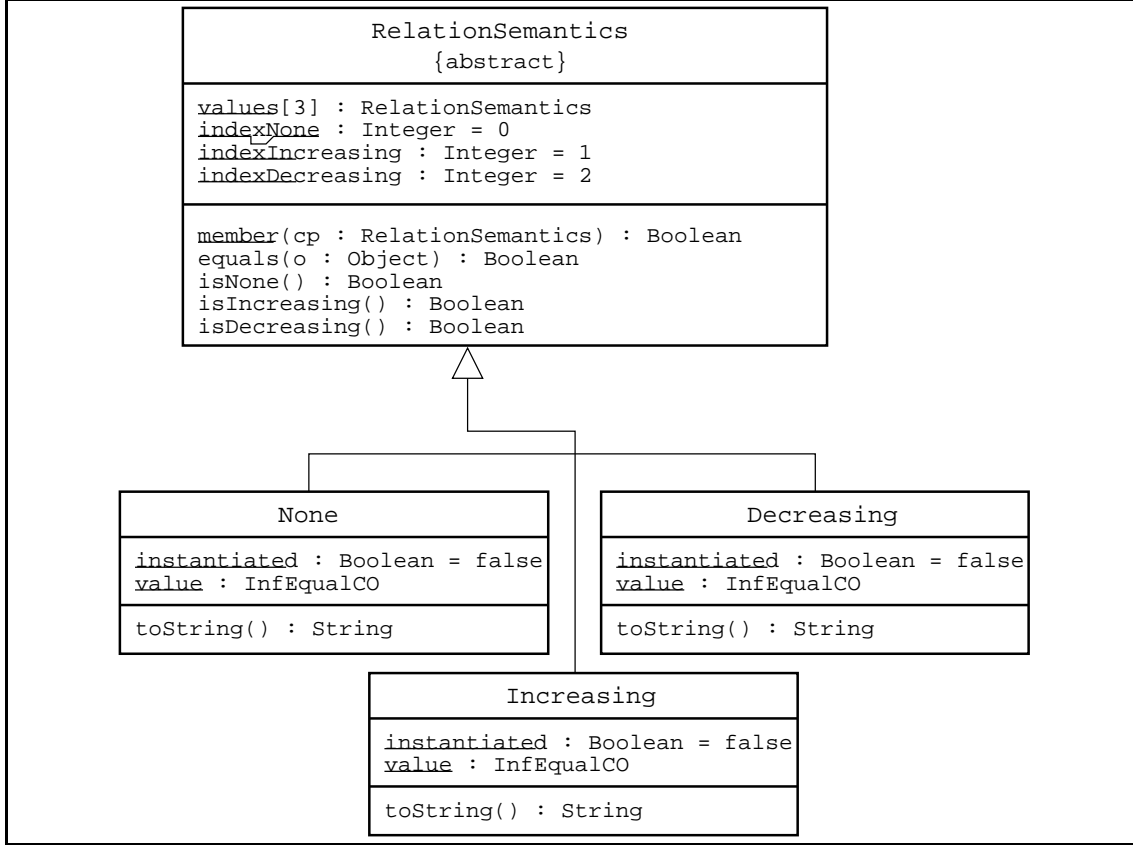 RelationSemantics
{abstract}
values[3] : RelationSemantics
indexNone : Integer = 0
indexIncreasing : Integer = 1
indexDecreasing : Integer = 2
member(cp : RelationSemantics) : Boolean
equals(o : Object) : Boolean
isNone() : Boolean
isIncreasing() : Boolean
isDecreasing() : Boolean
None
instantiated : Boolean = false
value : InfEqualCO
toString() : String
Decreasing
instantiated : Boolean = false
value : InfEqualCO
toString() : String
Increasing
instantiated : Boolean = false
value : InfEqualCO
toString() : String